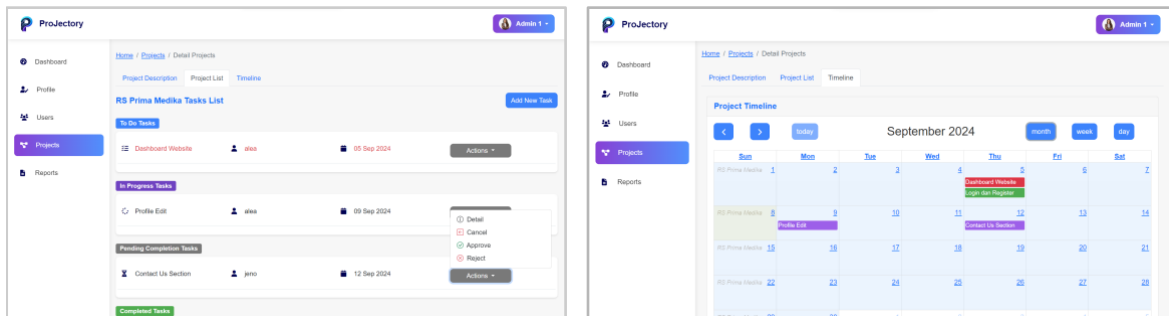 ProJectory
Admin 1
Dashboard
Profile
Users
Projects
Reports
Home / Projects / Detail Projects
Project Description Project List Timeline
RS Prima Medika Tasks List
Add New Task
To Do Tasks
Dashboard Website alea 05 Sep 2024 Actions
In Progress Tasks
Profile Edit alea 09 Sep 2024
Detail
Cancel
Approve
Reject
Pending Completion Tasks
Contact Us Section jeno 12 Sep 2024 Actions
Completed Tasks
ProJectory
Admin 1
Dashboard
Profile
Users
Projects
Reports
Home / Projects / Detail Projects
Project Description Project List Timeline
Project Timeline
today September 2024 month week day
Sun Mon Tue Wed Thu Fri Sat
RS Prima Medika 1 2 3 4 5 6 7
Dashboard Website
Login dan Register
RS Prima Medika 8 9 10 11 12 13 14
Profile Edit Contact Us Section
RS Prima Medika 15 16 17 18 19 20 21
RS Prima Medika 22 23 24 25 26 27 28